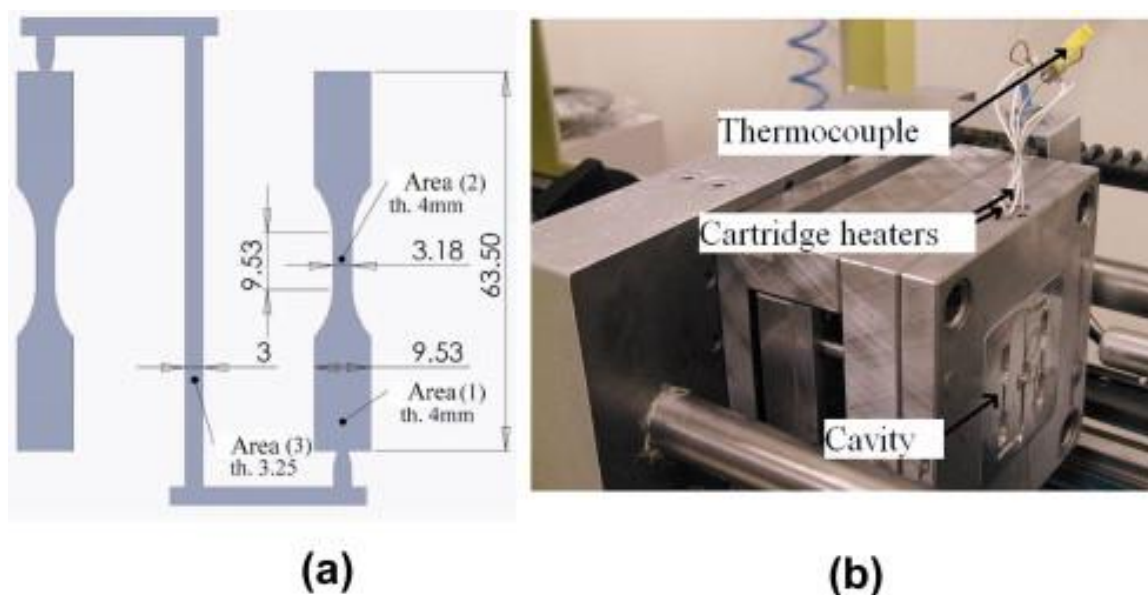 Area (2)
th. 4mm
9.53
3.18
63.50
3
9.53
Area (1)
th. 4mm
Area (3)
th. 3.25
(a)
Thermocouple
Cartridge heaters
Cavity
(b)